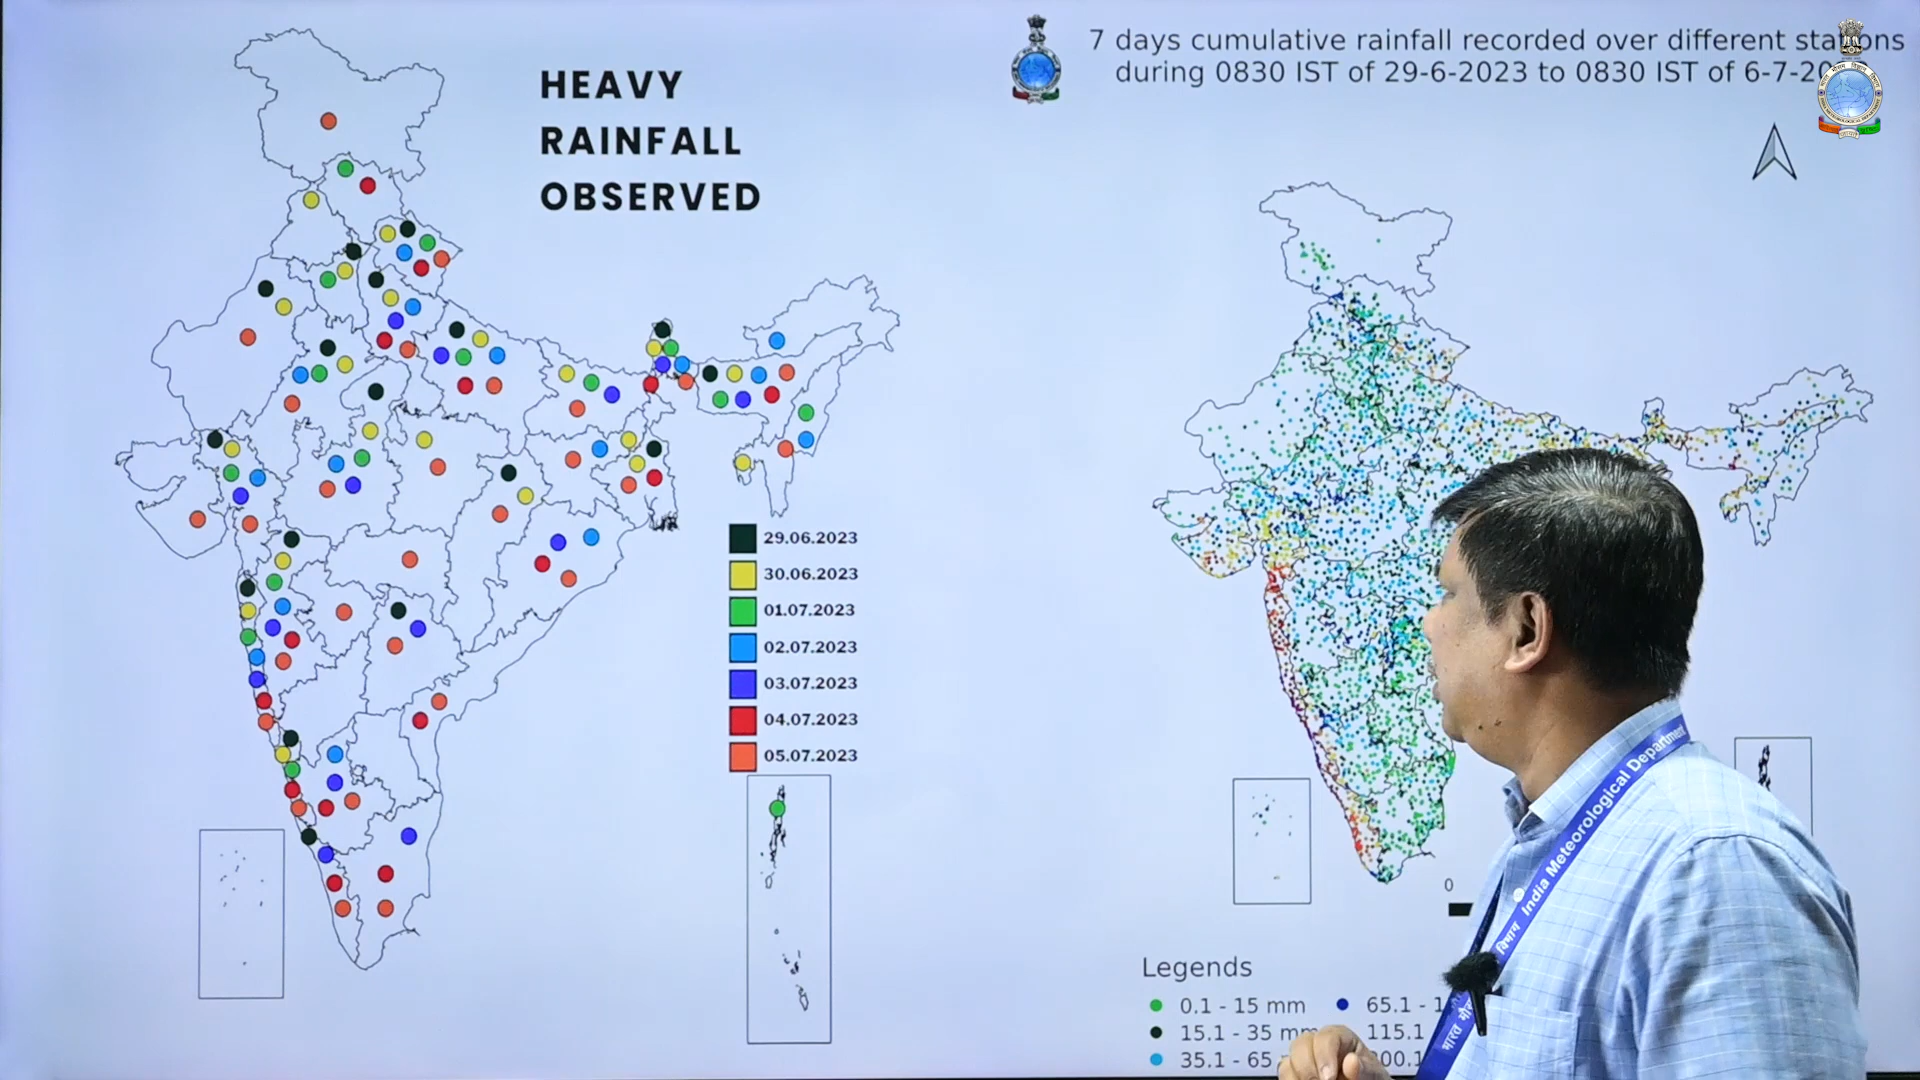 HEAVY
RAINFALL
OBSERVED
29.06.2023
30.06.2023
01.07.2023
02.07.2023
03.07.2023
04.07.2023
05.07.2023
7 days cumulative rainfall recorded over different stations
during 0830 IST of 29-6-2023 to 0830 IST of
0
Legends
0.1 - 15 mm
15.1 - 35 mm
35.1 - 65
65.1 - 1
115.1
India Meteorological Department
विभाग
भारत